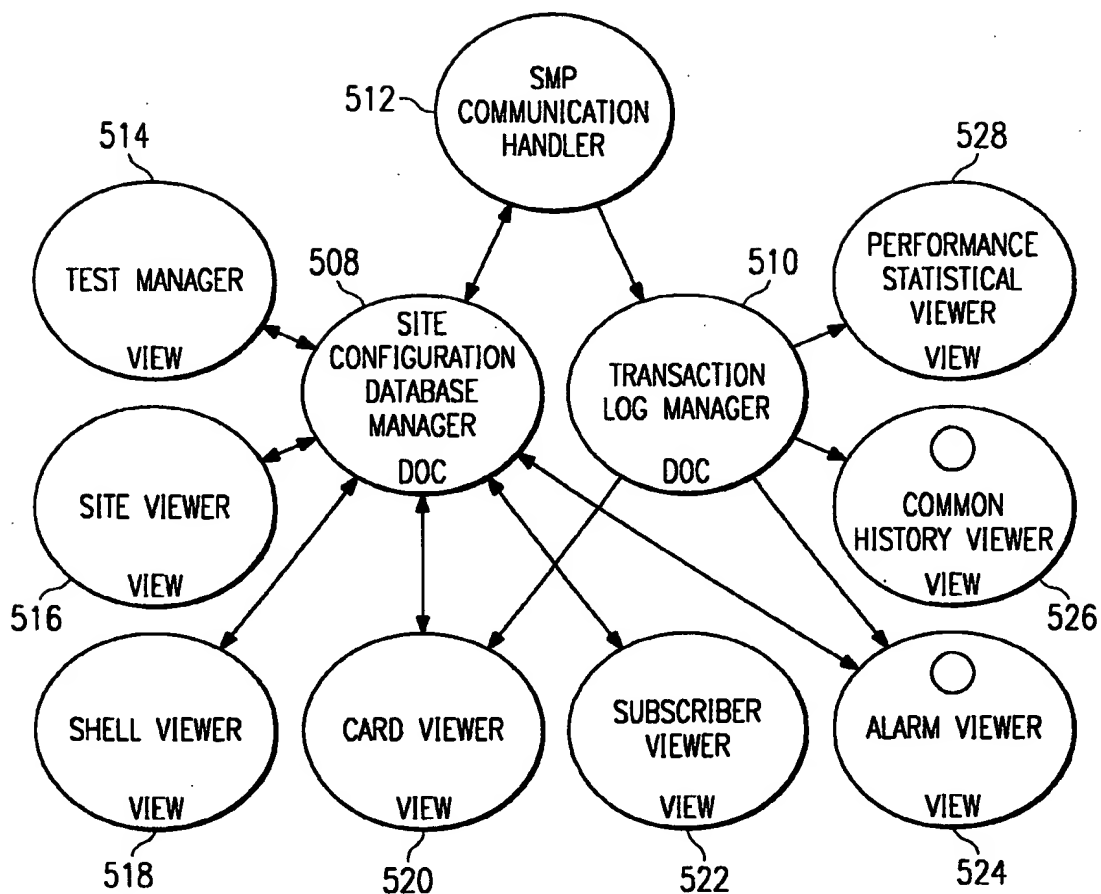 512
SMP
COMMUNICATION
HANDLER
514
TEST MANAGER
VIEW
508
SITE
CONFIGURATION
DATABASE
MANAGER
DOC
510
TRANSACTION
LOG MANAGER
DOC
528
PERFORMANCE
STATISTICAL
VIEWER
VIEW
SITE VIEWER
VIEW
516
COMMON
HISTORY VIEWER
VIEW
526
SHELL VIEWER
VIEW
518
CARD VIEWER
VIEW
520
SUBSCRIBER
VIEWER
VIEW
522
ALARM VIEWER
VIEW
524